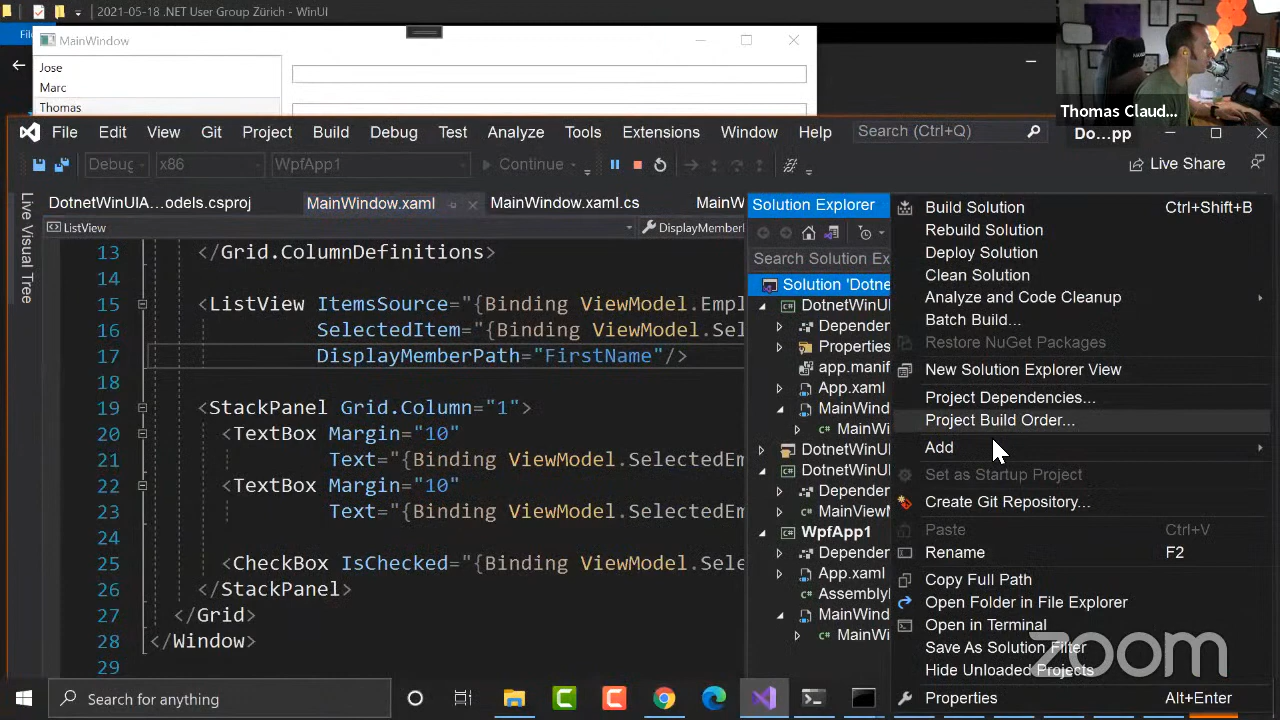 2021-05-18 .NET User Group Zürich - WinUI
MainWindow
Jose
Marc
Thomas
Thomas Claud...
File Edit View Git Project Build Debug Test Analyze Tools Extensions Window Help Search (Ctrl+Q) Do...pp
Debug x86 WpfApp1 Continue Live Share
Live Visual Tree
DotnetWinUIA...odels.csproj MainWindow.xaml MainWindow.xaml.cs MainW
ListView DisplayMemberI
13 </Grid.ColumnDefinitions>
14
15 <ListView ItemsSource="{Binding ViewModel.Empl
16 SelectedItem="{Binding ViewModel.Sel
17 DisplayMemberPath="FirstName"/>
18
19 <StackPanel Grid.Column="1">
20 <TextBox Margin="10"
21 Text="{Binding ViewModel.SelectedEm
22 <TextBox Margin="10"
23 Text="{Binding ViewModel.SelectedEm
24
25 <CheckBox IsChecked="{Binding ViewModel.Sele
26 </StackPanel>
27 </Grid>
28 </Window>
29
Solution Explorer
Search Solution Ex
Solution 'Dotne
DotnetWinUI
Depender
Properties
app.manif
App.xaml
MainWind
MainWi
DotnetWinUI
DotnetWinUI
Depender
MainViewM
WpfApp1
Depender
App.xaml
Assembly
MainWind
MainWi
Build Solution Ctrl+Shift+B
Rebuild Solution
Deploy Solution
Clean Solution
Analyze and Code Cleanup
Batch Build...
Restore NuGet Packages
New Solution Explorer View
Project Dependencies...
Project Build Order...
Add
Set as Startup Project
Create Git Repository...
Paste Ctrl+V
Rename F2
Copy Full Path
Open Folder in File Explorer
Open in Terminal
Save As Solution Filter
Hide Unloaded Projects
Properties Alt+Enter
zoom
Search for anything